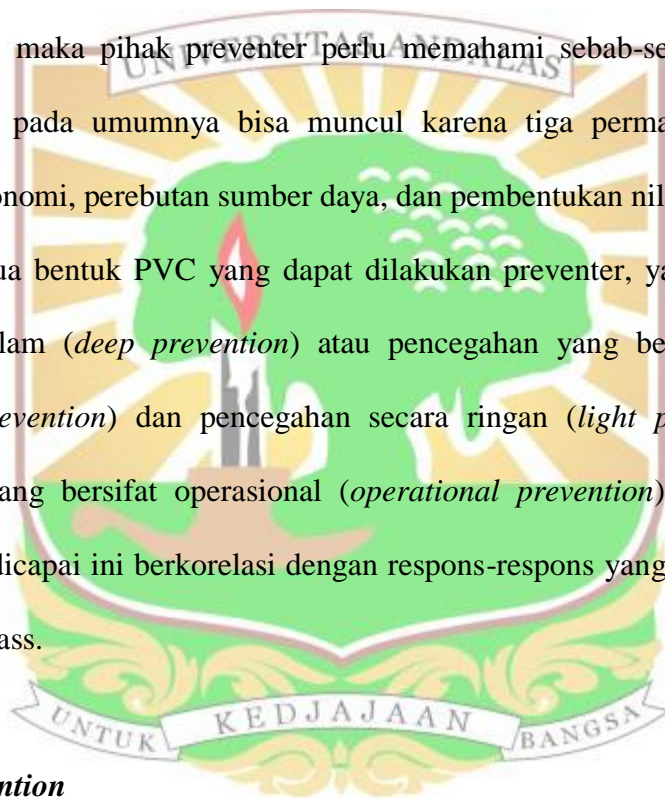 maka pihak preventer perlu memahami sebab-se
UNIVERSITAS ANDALAS
pada umumnya bisa muncul karena tiga perma
onomi, perebutan sumber daya, dan pembentukan nil
ua bentuk PVC yang dapat dilakukan preventer, ya
lam (deep prevention) atau pencegahan yang be
evention) dan pencegahan secara ringan (light p
ang bersifat operasional (operational prevention)
dicapai ini berkorelasi dengan respons-respons yang
ass.
UNTUK KEDJAJAAN BANGSA
ntion